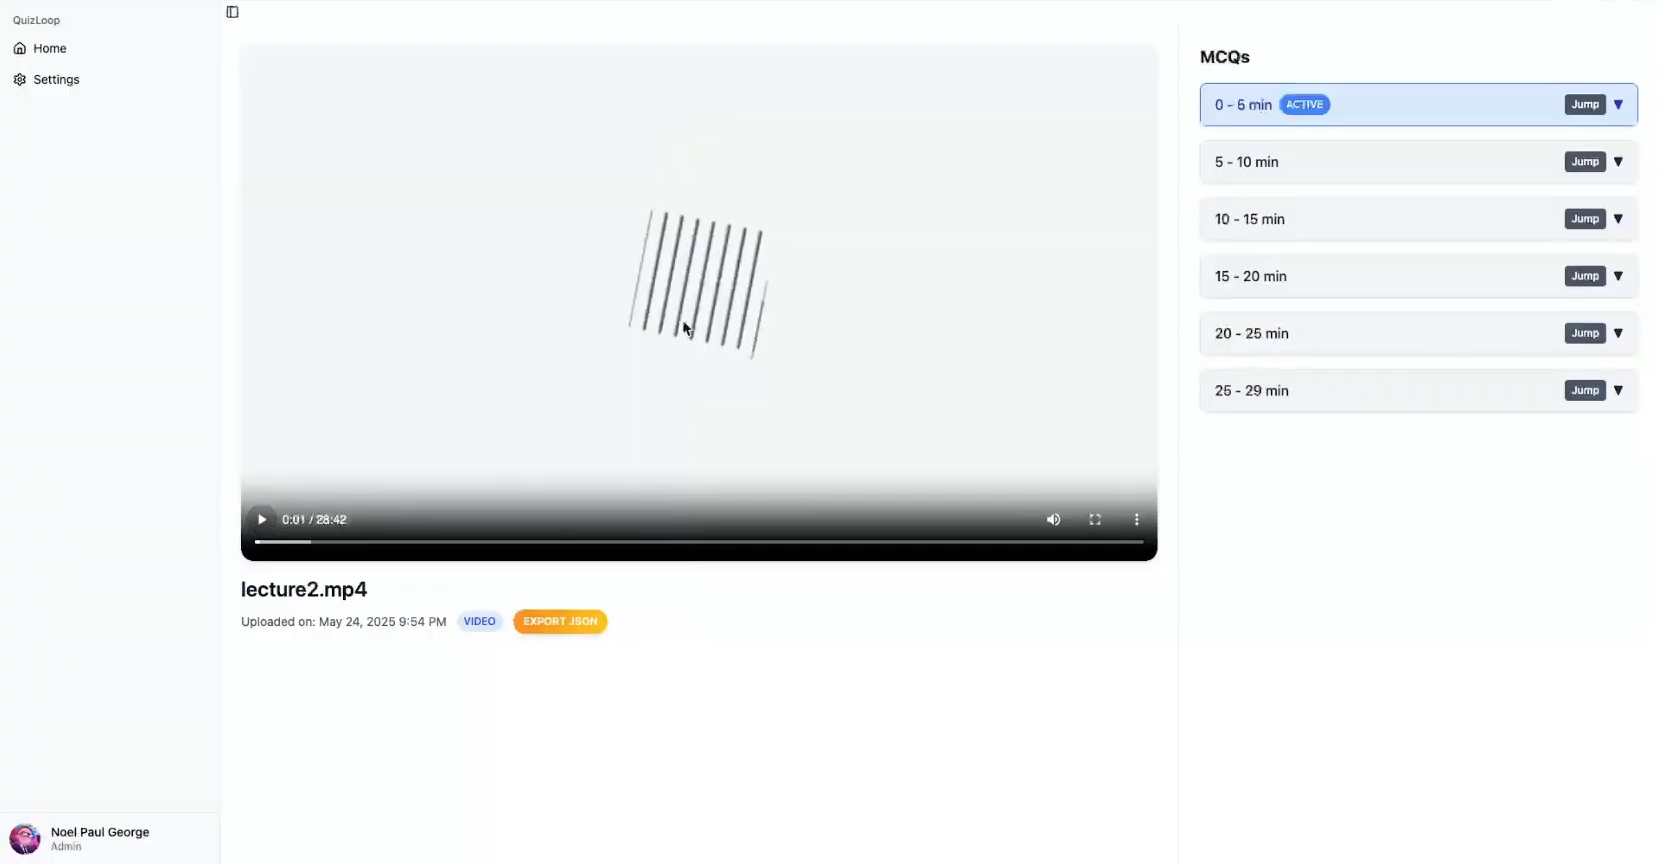 QuizLoop
Home
Settings
0:01 / 28:42
lecture2.mp4
Uploaded on: May 24, 2025 9:54 PM VIDEO EXPORT JSON
MCQs
0 - 5 min ACTIVE Jump
5 - 10 min Jump
10 - 15 min Jump
15 - 20 min Jump
20 - 25 min Jump
25 - 29 min Jump
Noel Paul George
Admin